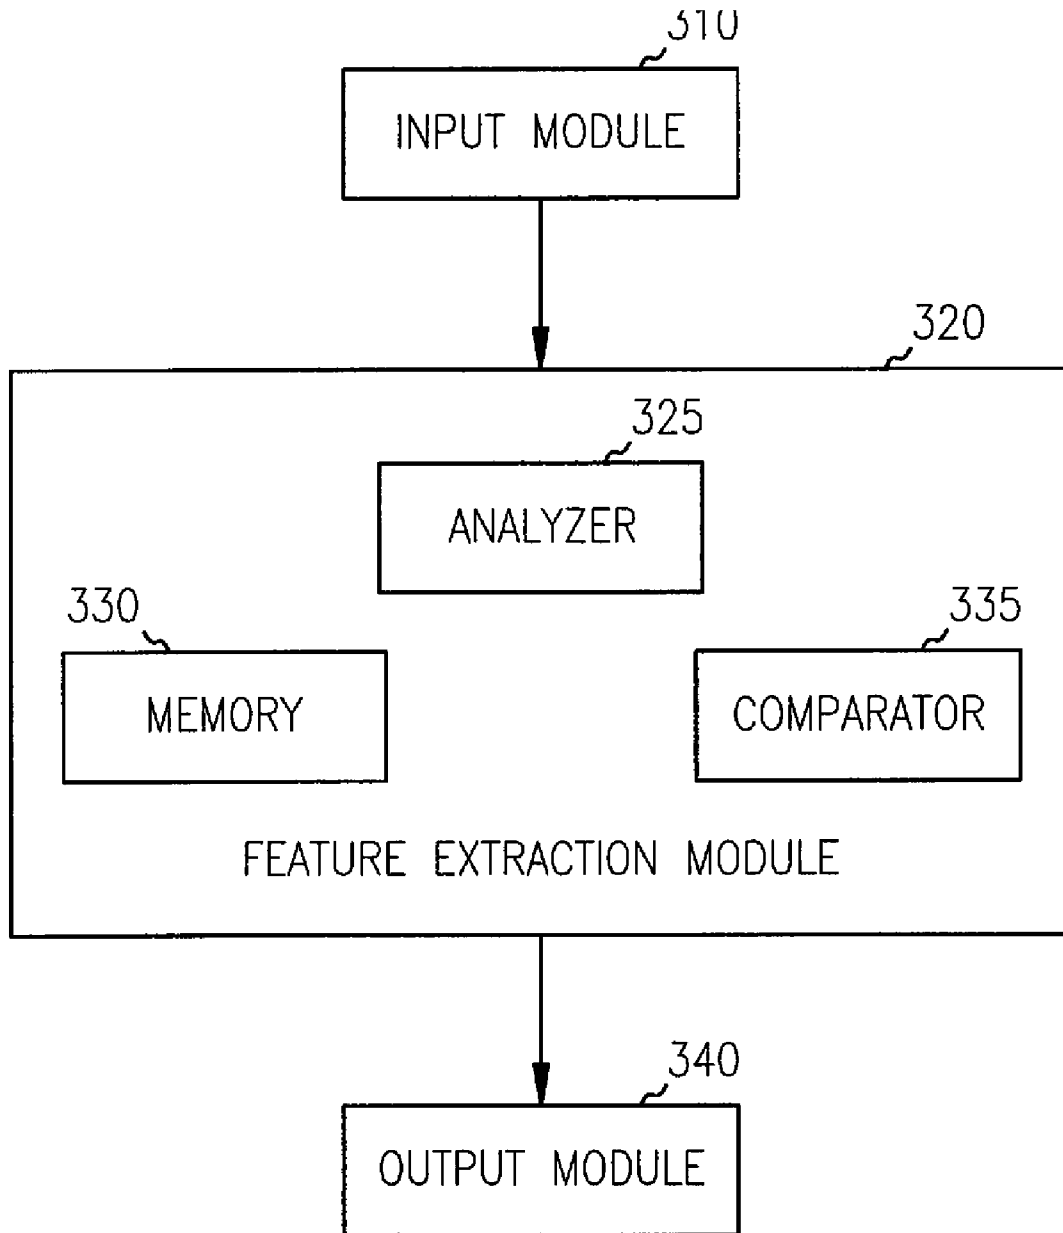 310
INPUT MODULE
320
325
ANALYZER
330
335
MEMORY
COMPARATOR
FEATURE EXTRACTION MODULE
340
OUTPUT MODULE